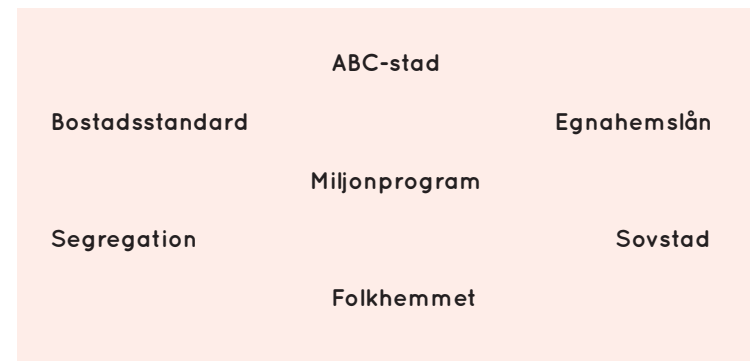 ABC-stad
Bostadsstandard Egnahemslån
Miljonprogram
Segregation Sovstad
Folkhemmet